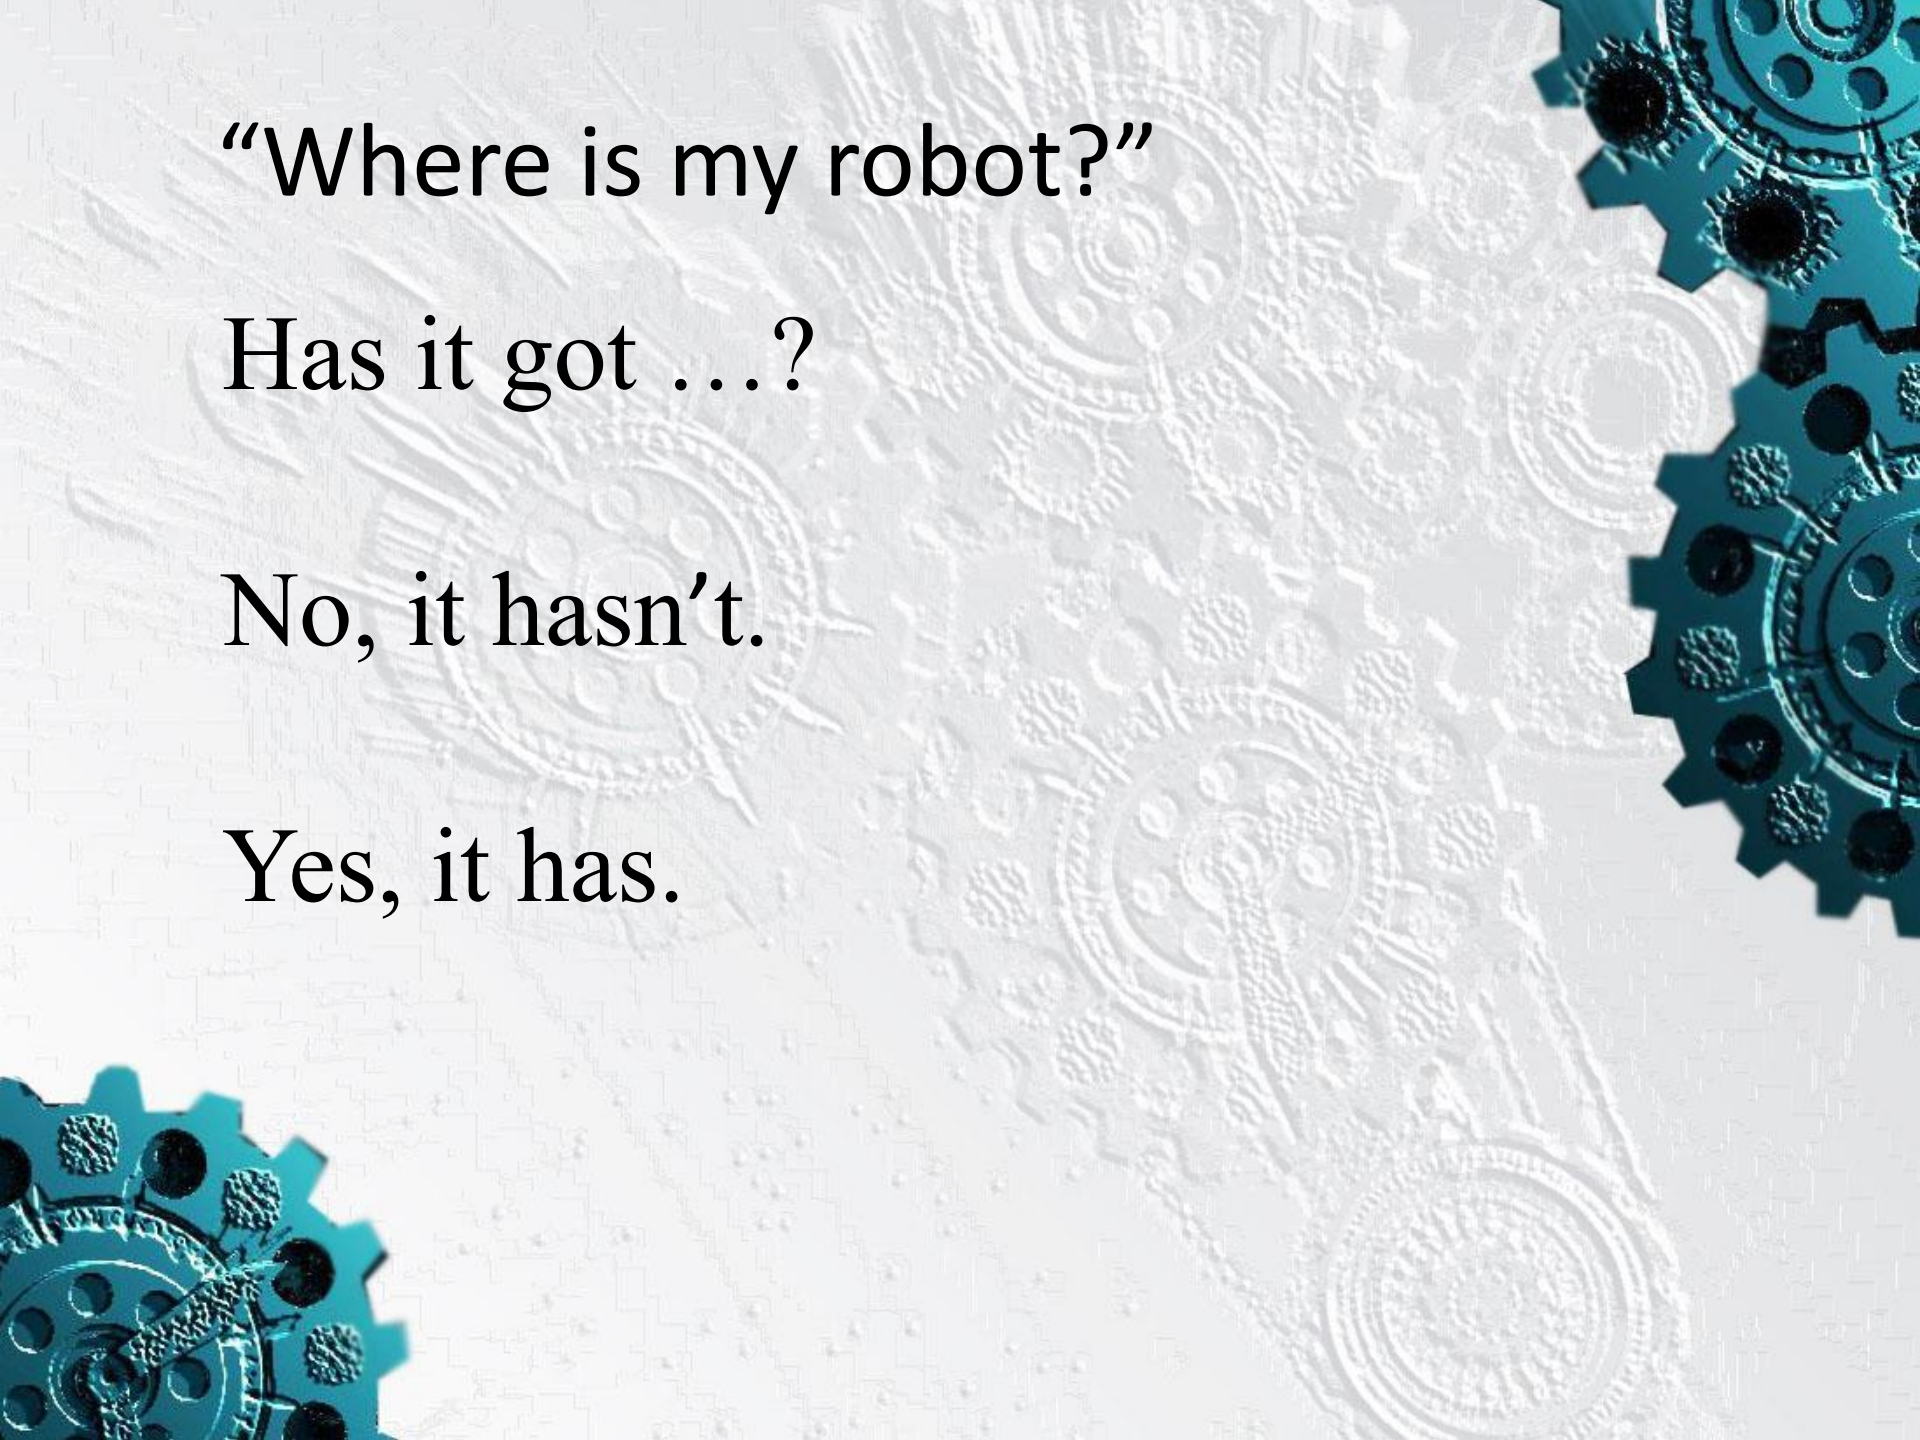 “Where is my robot?”
Has it got …?
No, it hasn’t.
Yes, it has.